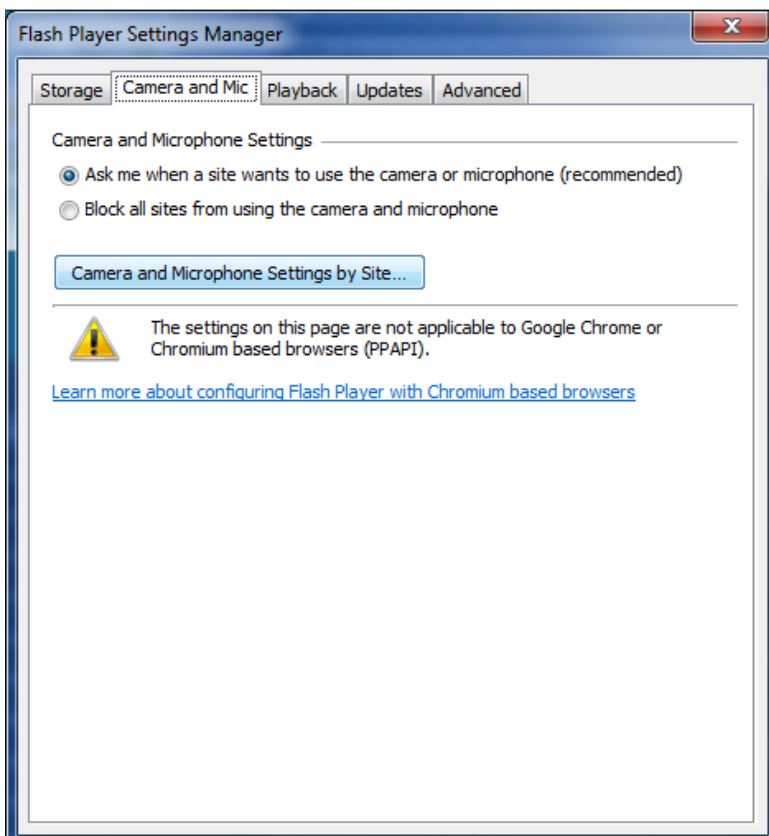 Flash Player Settings Manager
Storage Camera and Mic Playback Updates Advanced
Camera and Microphone Settings
Ask me when a site wants to use the camera or microphone (recommended)
Block all sites from using the camera and microphone
Camera and Microphone Settings by Site...
The settings on this page are not applicable to Google Chrome or
Chromium based browsers (PPAPI).
Learn more about configuring Flash Player with Chromium based browsers